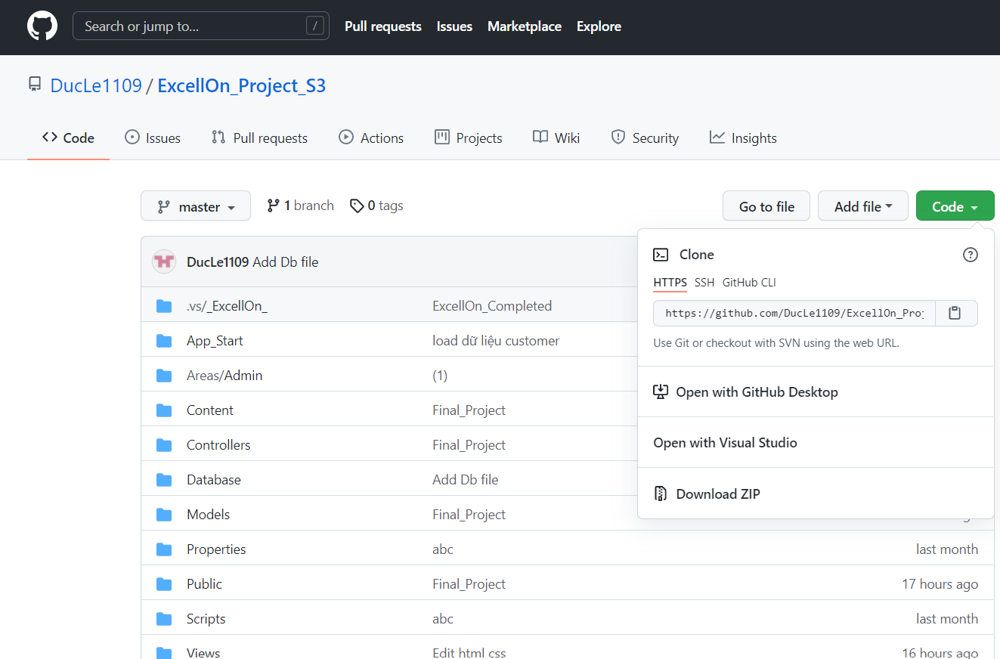 Search or jump to... /
Pull requests Issues Marketplace Explore
DucLe1109 / ExcellOn_Project_S3
Code Issues Pull requests Actions Projects Wiki Security Insights
master 1 branch 0 tags Go to file Add file Code
DucLe1109 Add Db file
Clone
HTTPS SSH GitHub CLI
https://github.com/DucLe1109/ExcellOn_Proj
Use Git or checkout with SVN using the web URL.
Open with GitHub Desktop
Open with Visual Studio
Download ZIP
.vs/_ExcellOn_ ExcellOn_Completed
App_Start load dữ liệu customer
Areas/Admin (1)
Content Final_Project
Controllers Final_Project
Database Add Db file
Models Final_Project
Properties abc last month
Public Final_Project 17 hours ago
Scripts abc last month
Views Edit html css 16 hours ago